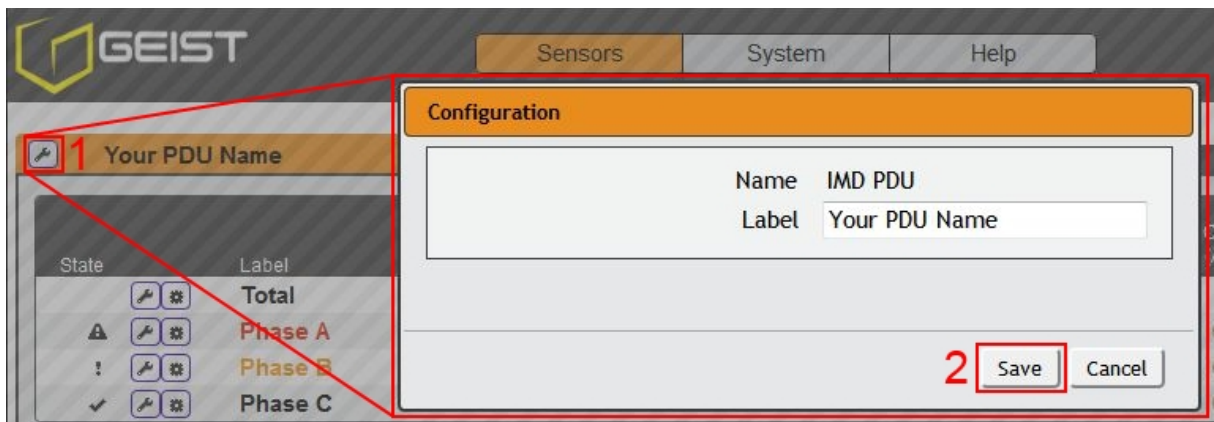 GEIST
Sensors System Help
Configuration
1 Your PDU Name
Name IMD PDU
Label Your PDU Name
State Label
Total
Phase A
Phase B
Phase C
2 Save Cancel